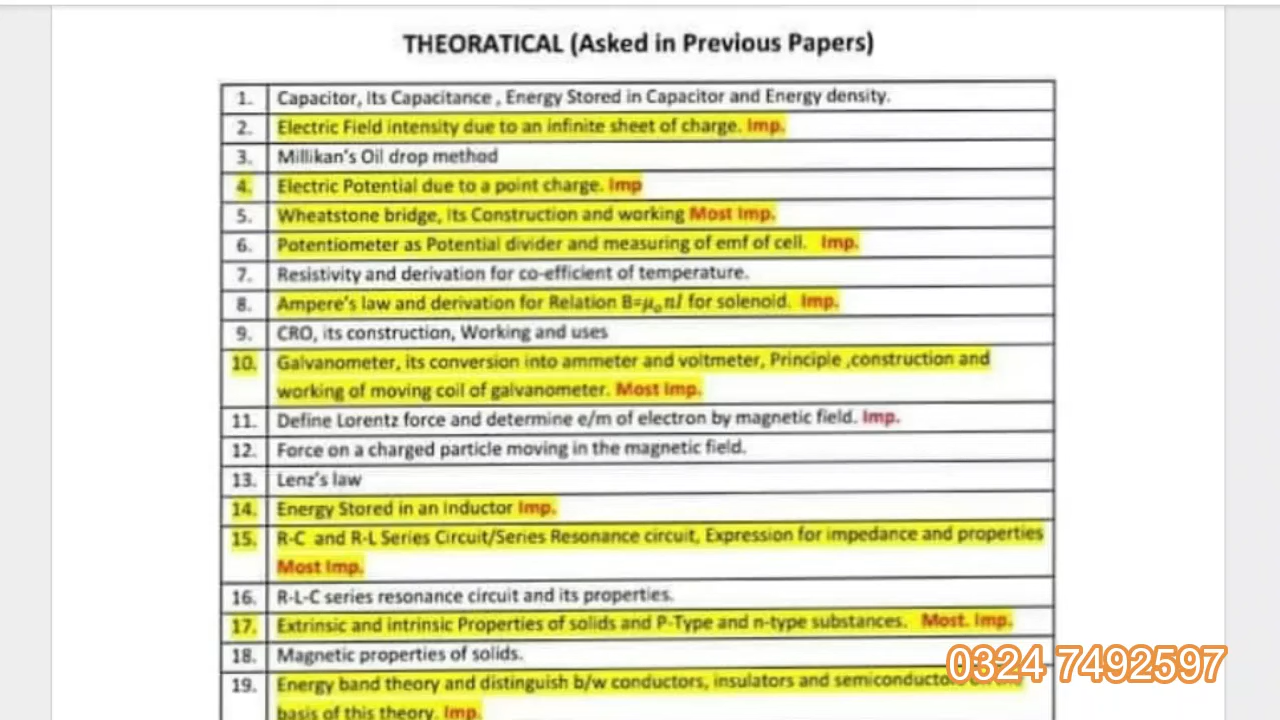 THEORATICAL (Asked in Previous Papers)
1. Capacitor, its Capacitance , Energy Stored in Capacitor and Energy density.
2. Electric Field intensity due to an infinite sheet of charge. Imp.
3. Millikan's Oil drop method
4. Electric Potential due to a point charge. Imp
5. Wheatstone bridge, its Construction and working Most Imp.
6. Potentiometer as Potential divider and measuring of emf of cell. Imp.
7. Resistivity and derivation for co-efficient of temperature.
8. Ampere's law and derivation for Relation B=μₒnI for solenoid. Imp.
9. CRO, its construction, Working and uses
10. Galvanometer, its conversion into ammeter and voltmeter, Principle ,construction and
working of moving coil of galvanometer. Most Imp.
11. Define Lorentz force and determine e/m of electron by magnetic field. Imp.
12. Force on a charged particle moving in the magnetic field.
13. Lenz's law
14. Energy Stored in an Inductor Imp.
15. R-C and R-L Series Circuit/Series Resonance circuit, Expression for impedance and properties
Most Imp.
16. R-L-C series resonance circuit and its properties.
17. Extrinsic and intrinsic Properties of solids and P-Type and n-type substances. Most. Imp.
18. Magnetic properties of solids.
0324 7492597
19. Energy band theory and distinguish b/w conductors, insulators and
basis of this theory. Imp.